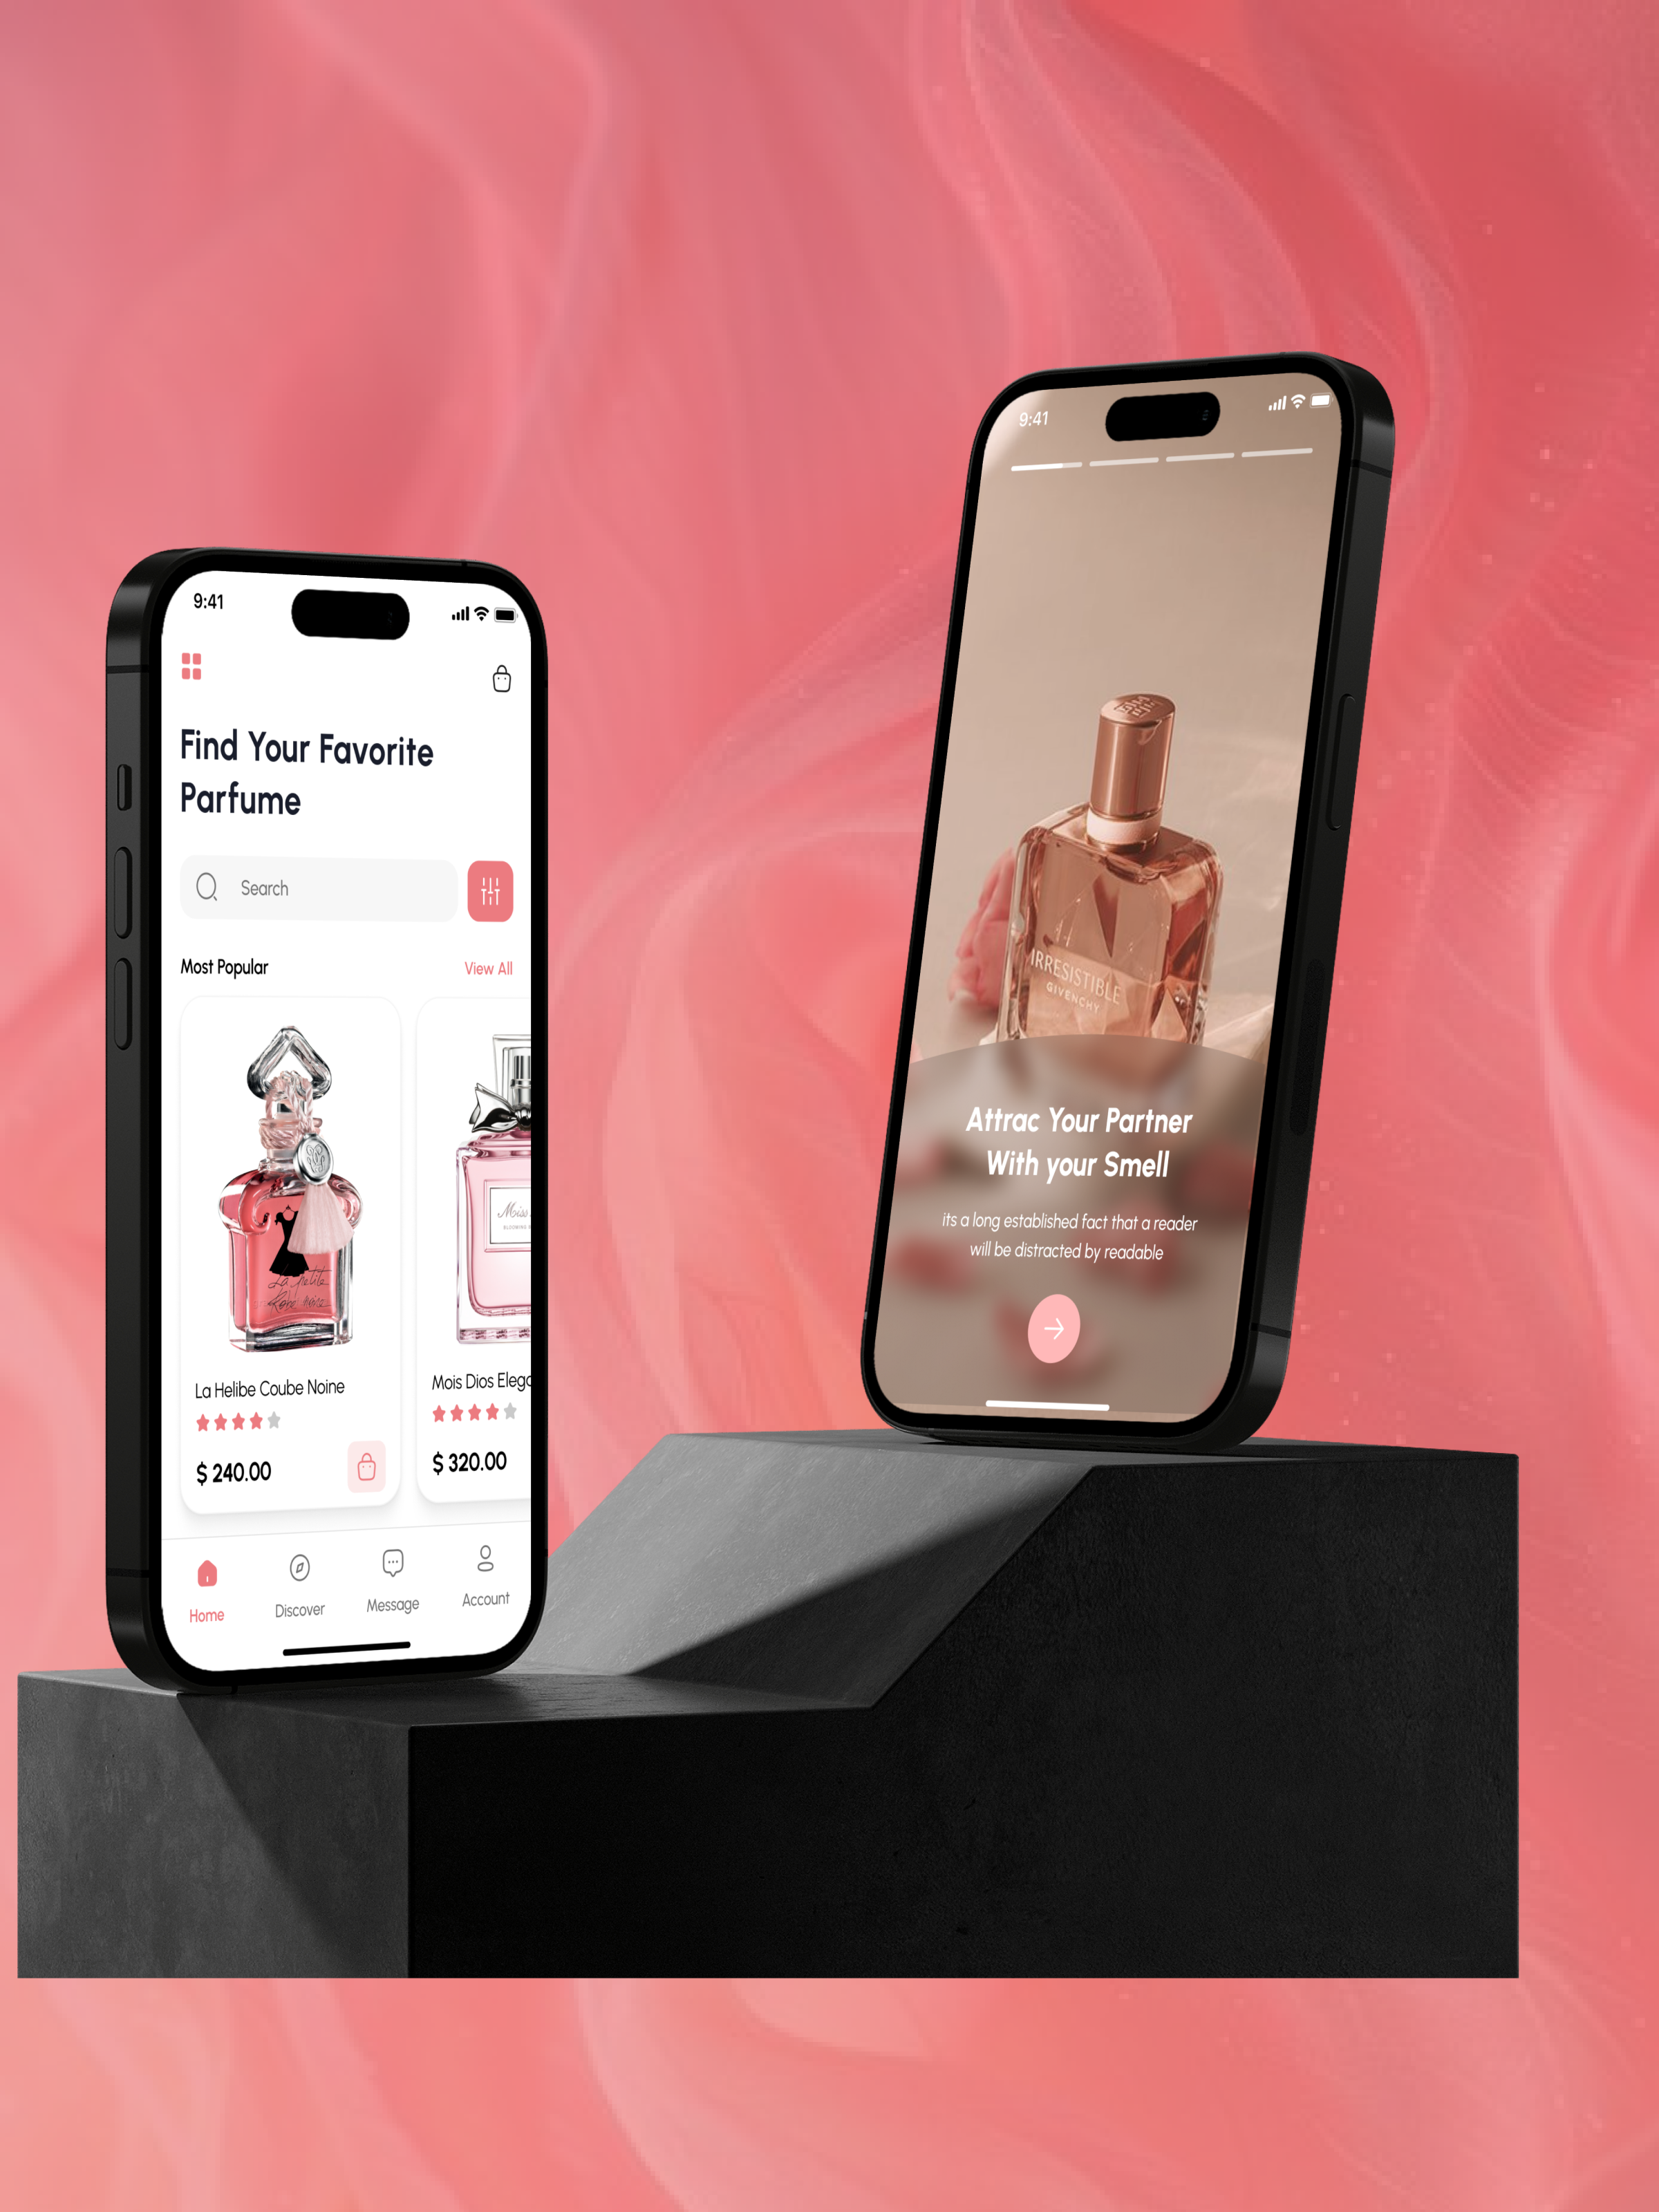 9:41
Find Your Favorite
Parfume
Search
Most Popular
View All
La petite
Robe noire
Miss
La Helibe Coube Noine
Mois Dios Elega
$ 240.00
$ 320.00
Home
Discover
Message
Account
9:41
IRRESISTIBLE
GIVENCHY
Attrac Your Partner
With your Smell
its a long established fact that a reader
will be distracted by readable